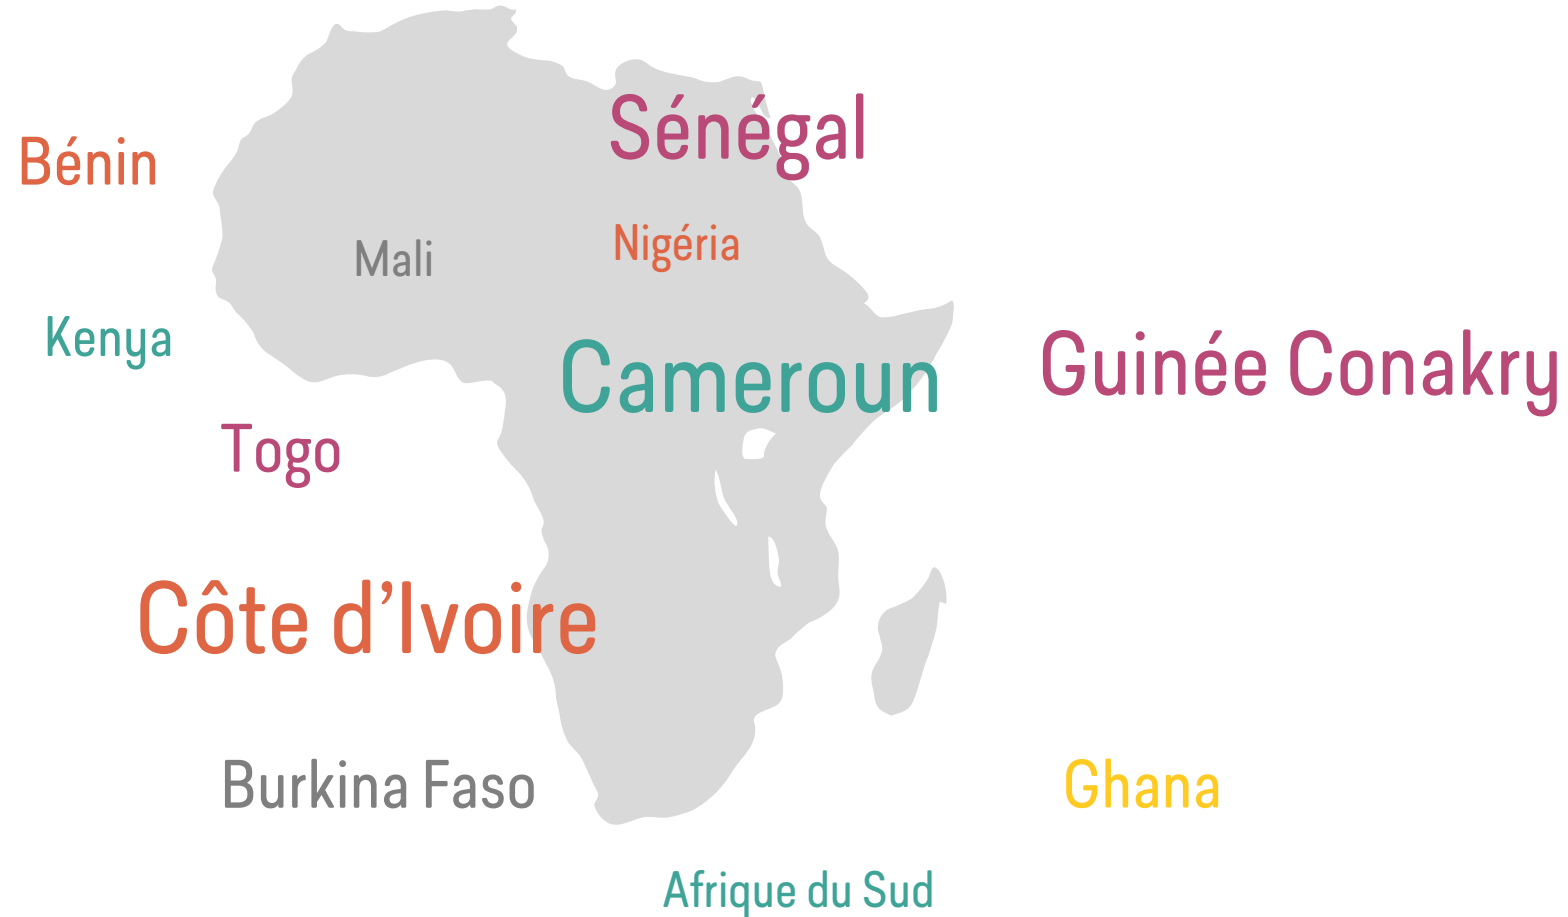 Sénégal
Bénin
Nigéria
Mali
Kenya
Cameroun
Guinée Conakry
Togo
Côte d’Ivoire
Burkina Faso
Ghana
Afrique du Sud